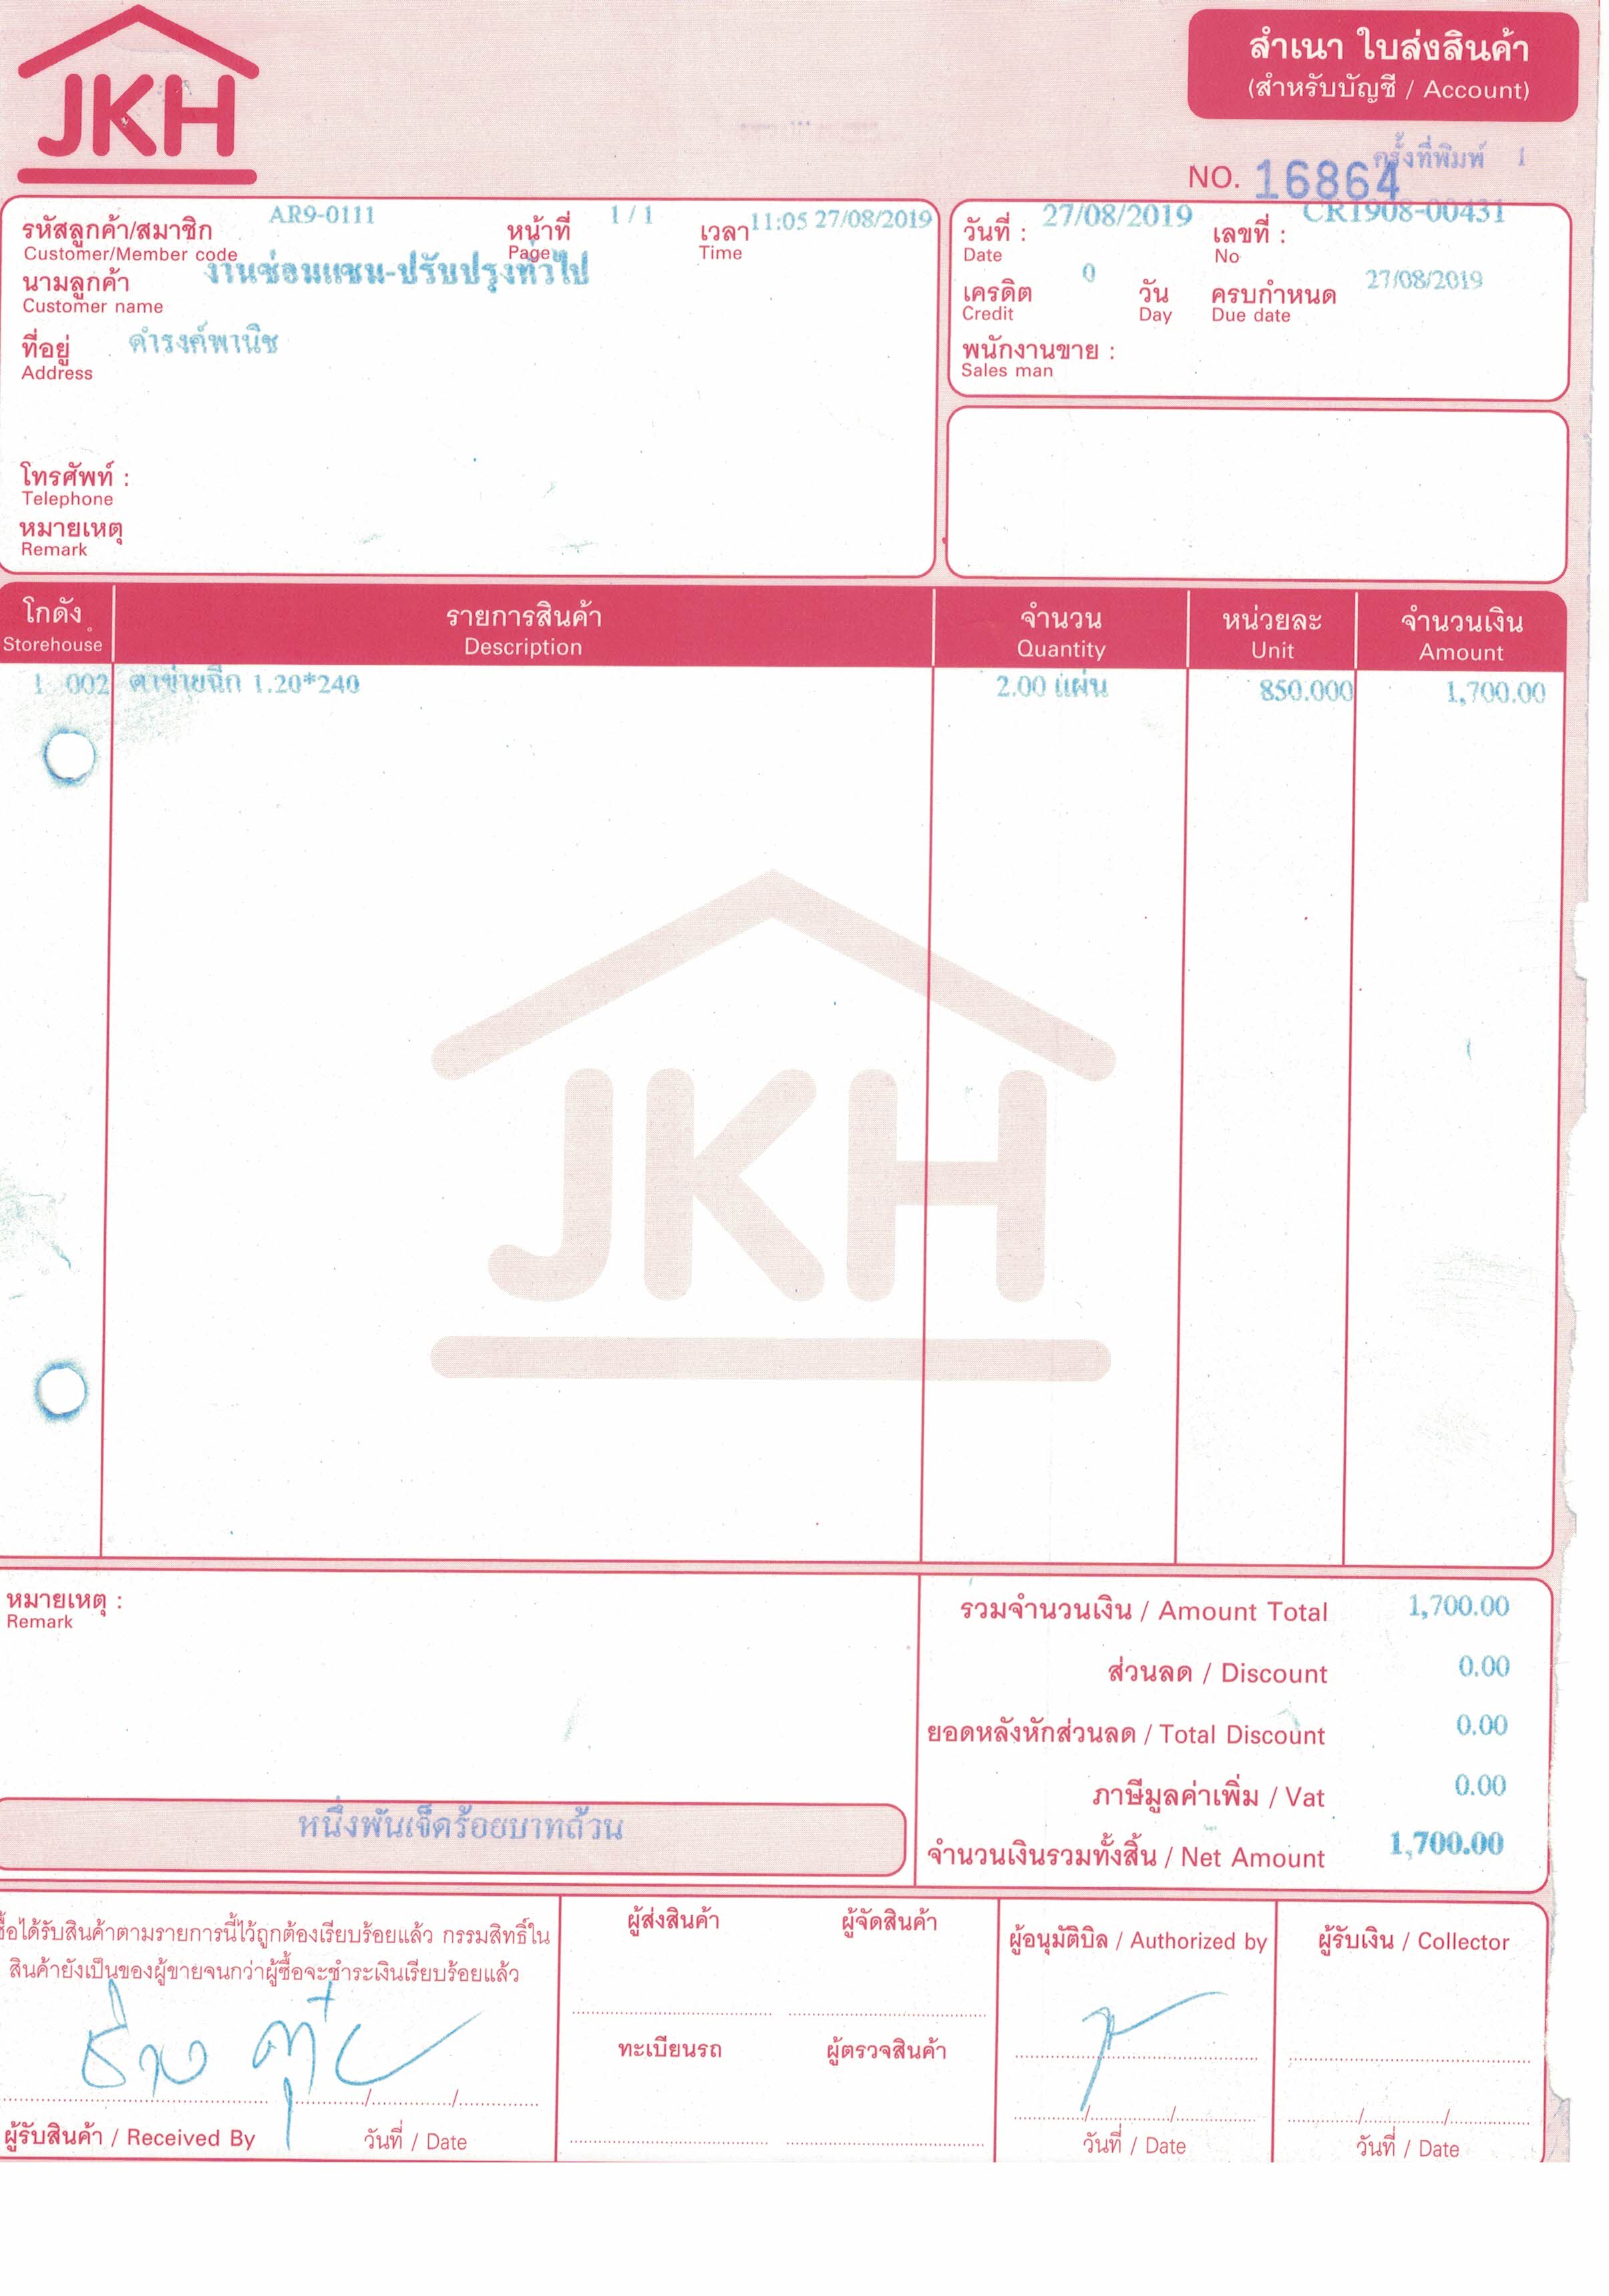 JKH
สำเนา ใบส่งสินค้า
(สำหรับบัญชี / Account)
ครั้งที่พิมพ์ 1
NO. 16864
รหัสลูกค้า/สมาชิก AR9-0111 หน้าที่ 1 / 1 เวลา 11:05 27/08/2019
Customer/Member code Page Time
นามลูกค้า งานซ่อมแซม-ปรับปรุงทั่วไป
Customer name
ที่อยู่ ดำรงค์พานิช
Address
โทรศัพท์ :
Telephone
หมายเหตุ
Remark
วันที่ : 27/08/2019 เลขที่ : CR1908-00431
Date No
เครดิต 0 วัน ครบกำหนด 27/08/2019
Credit Day Due date
พนักงานขาย :
Sales man
โกดัง รายการสินค้า จำนวน หน่วยละ จำนวนเงิน
Storehouse Description Quantity Unit Amount
1 002 ตาข่ายฉีก 1.20*240 2.00 แผ่น 850.000 1,700.00
JKH
หมายเหตุ :
Remark
รวมจำนวนเงิน / Amount Total 1,700.00
ส่วนลด / Discount 0.00
ยอดหลังหักส่วนลด / Total Discount 0.00
ภาษีมูลค่าเพิ่ม / Vat 0.00
หนึ่งพันเจ็ดร้อยบาทถ้วน
จำนวนเงินรวมทั้งสิ้น / Net Amount 1,700.00
ซื้อได้รับสินค้าตามรายการนี้ไว้ถูกต้องเรียบร้อยแล้ว กรรมสิทธิ์ใน
สินค้ายังเป็นของผู้ขายจนกว่าผู้ซื้อจะชำระเงินเรียบร้อยแล้ว
ผู้รับสินค้า / Received By วันที่ / Date
ผู้ส่งสินค้า ผู้จัดสินค้า
ทะเบียนรถ ผู้ตรวจสินค้า
ผู้อนุมัติบิล / Authorized by
วันที่ / Date
ผู้รับเงิน / Collector
วันที่ / Date